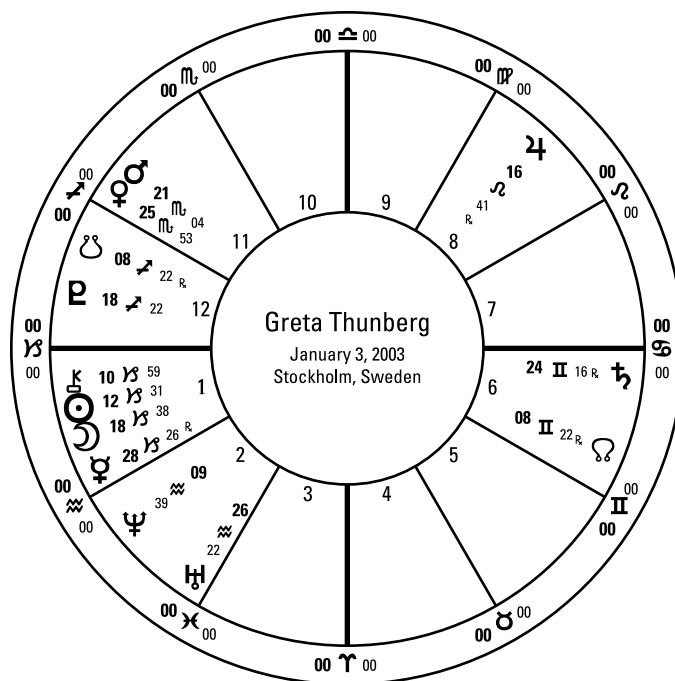 00 ♎ 00
00 ♏ 00
00 ♍ 00
00 ♐ 00
00 ♌ 00
00 ♑ 00
00 ♋ 00
00 ♒ 00
00 ♊ 00
00 ♓ 00
00 ♉ 00
00 ♈ 00
♂ 21 ♏ 04
♀ 25 ♏ 53
☋ 08 ♐ 22 ℞
♇ 18 ♐ 22
⚷ 10 ♑ 59
☉ 12 ♑ 31
☽ 18 ♑ 38
☿ 28 ♑ 26 ℞
♆ 09 ♒ 39
♅ 26 ♒ 22
♃ 16 ♌ 41 ℞
24 ♊ 16 ℞ ♄
08 ♊ 22 ℞ ☊
10
9
11
8
12
7
1
6
2
5
3
4
Greta Thunberg
January 3, 2003
Stockholm, Sweden